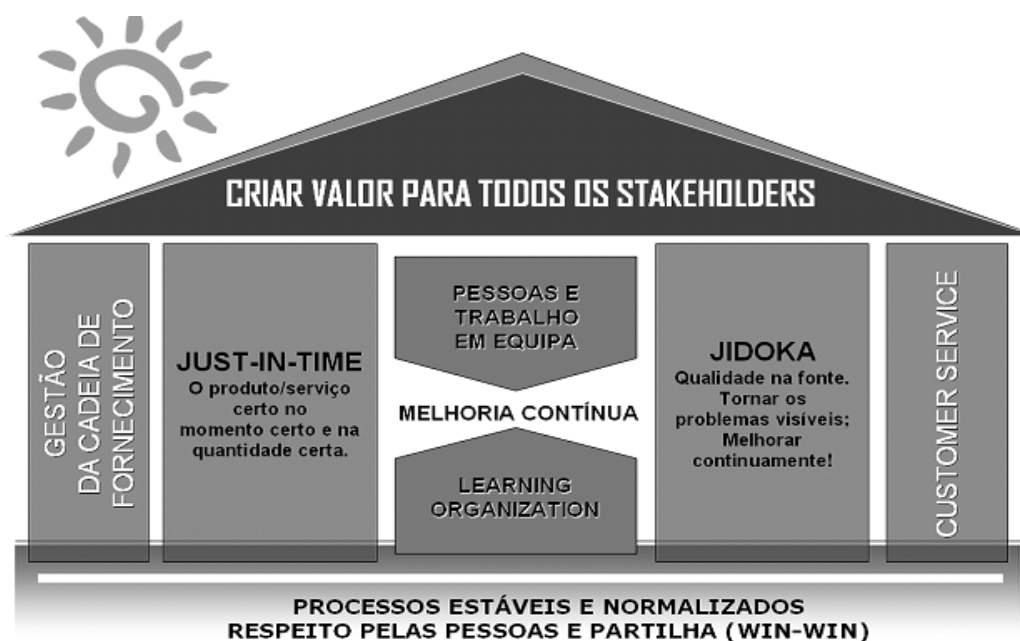 CRIAR VALOR PARA TODOS OS STAKEHOLDERS
GESTÃO
DA CADEIA DE
FORNECIMENTO
JUST-IN-TIME
O produto/serviço
certo no
momento certo e na
quantidade certa.
PESSOAS E
TRABALHO
EM EQUIPA
MELHORIA CONTÍNUA
LEARNING
ORGANIZATION
JIDOKA
Qualidade na fonte.
Tornar os
problemas visíveis;
Melhorar
continuamente!
CUSTOMER SERVICE
PROCESSOS ESTÁVEIS E NORMALIZADOS
RESPEITO PELAS PESSOAS E PARTILHA (WIN-WIN)